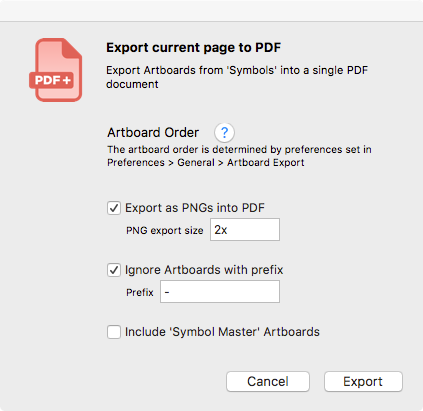 PDF+
Export current page to PDF
Export Artboards from 'Symbols' into a single PDF
document
Artboard Order ?
The artboard order is determined by preferences set in
Preferences > General > Artboard Export
Export as PNGs into PDF
PNG export size 2x
Ignore Artboards with prefix
Prefix -
Include 'Symbol Master' Artboards
Cancel Export